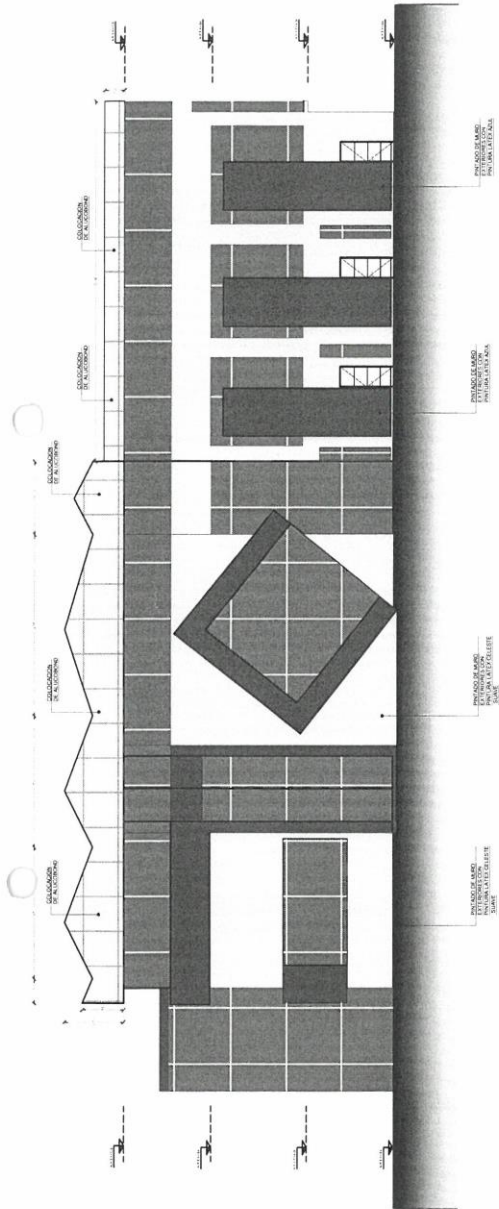 COLOCACION
DE ALUCOBOND
COLOCACION
DE ALUCOBOND
COLOCACION
DE ALUCOBOND
COLOCACION
DE ALUCOBOND
COLOCACION
DE ALUCOBOND
PINTADO DE MURO
EXTERIORES CON
PINTURA LATEX CELESTE
SUAVE
PINTADO DE MURO
EXTERIORES CON
PINTURA LATEX CELESTE
SUAVE
PINTADO DE MURO
EXTERIORES CON
PINTURA LATEX AZUL
PINTADO DE MURO
EXTERIORES CON
PINTURA LATEX AZUL